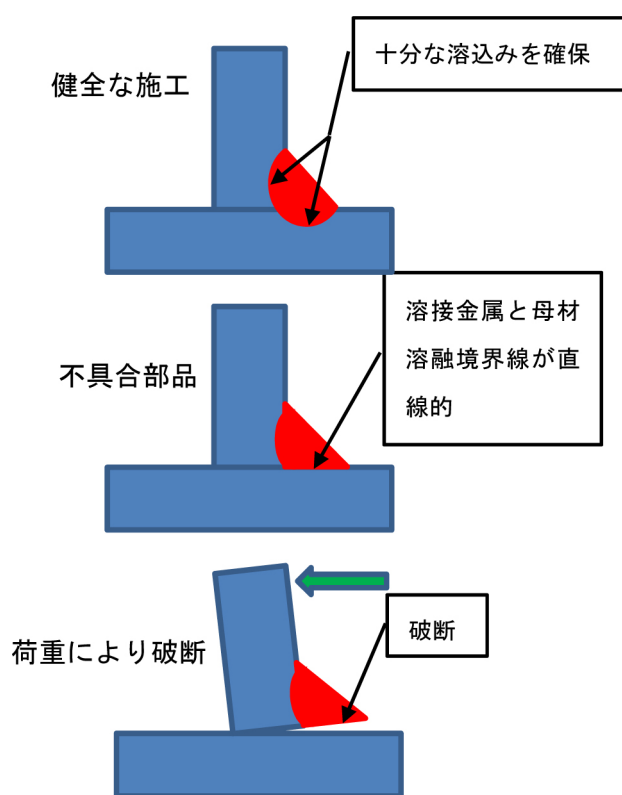 十分な溶込みを確保
健全な施工
溶接金属と母材
溶融境界線が直
線的
不具合部品
破断
荷重により破断